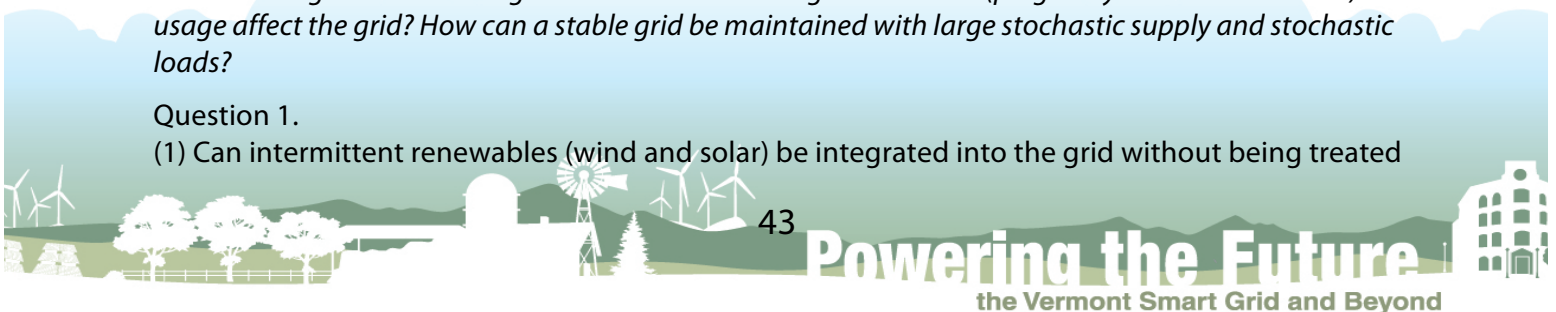 usage affect the grid? How can a stable grid be maintained with large stochastic supply and stochastic
loads?
Question 1.
(1) Can intermittent renewables (wind and solar) be integrated into the grid without being treated
43
Powering the Future
the Vermont Smart Grid and Beyond